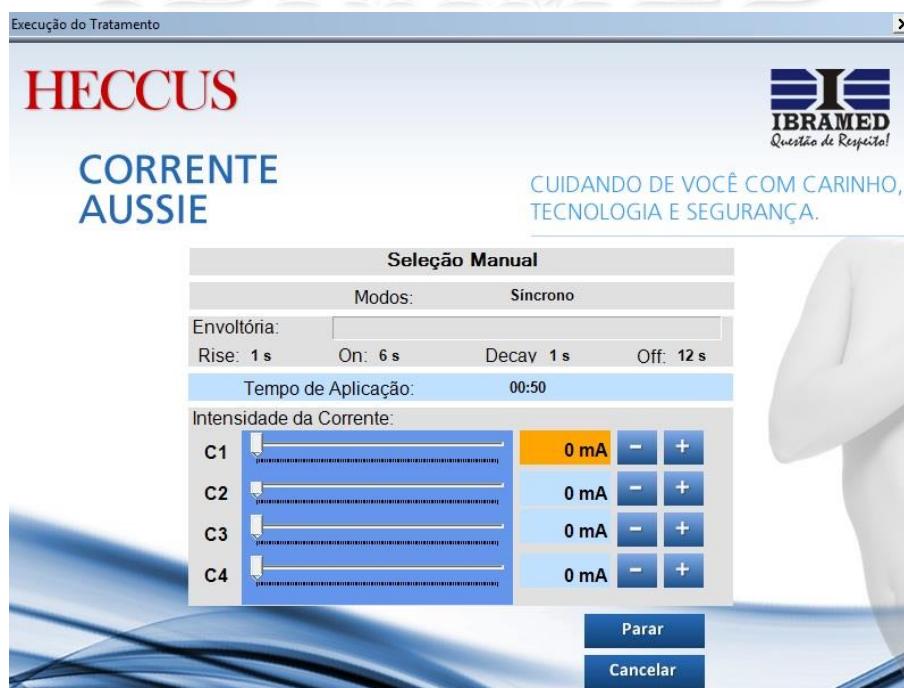 Execução do Tratamento
HECCUS
IBRAMED
Questão de Respeito!
CORRENTE
AUSSIE
CUIDANDO DE VOCÊ COM CARINHO,
TECNOLOGIA E SEGURANÇA.
Seleção Manual
Modos: Síncrono
Envoltória:
Rise: 1 s On: 6 s Decay 1 s Off: 12 s
Tempo de Aplicação: 00:50
Intensidade da Corrente:
C1 0 mA - +
C2 0 mA - +
C3 0 mA - +
C4 0 mA - +
Parar
Cancelar